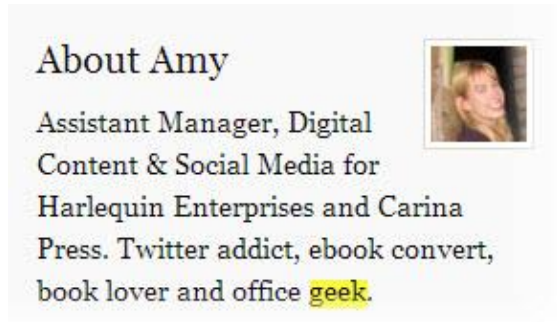 About Amy
Assistant Manager, Digital
Content & Social Media for
Harlequin Enterprises and Carina
Press. Twitter addict, ebook convert,
book lover and office geek.